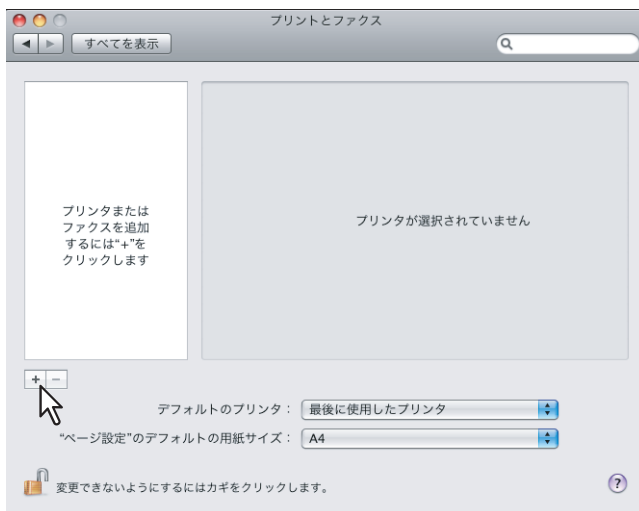 プリントとファクス
すべてを表示
プリンタまたは
ファクスを追加
するには“+”を
クリックします
プリンタが選択されていません
+ −
デフォルトのプリンタ： 最後に使用したプリンタ
“ページ設定”のデフォルトの用紙サイズ： A4
変更できないようにするにはカギをクリックします。
?